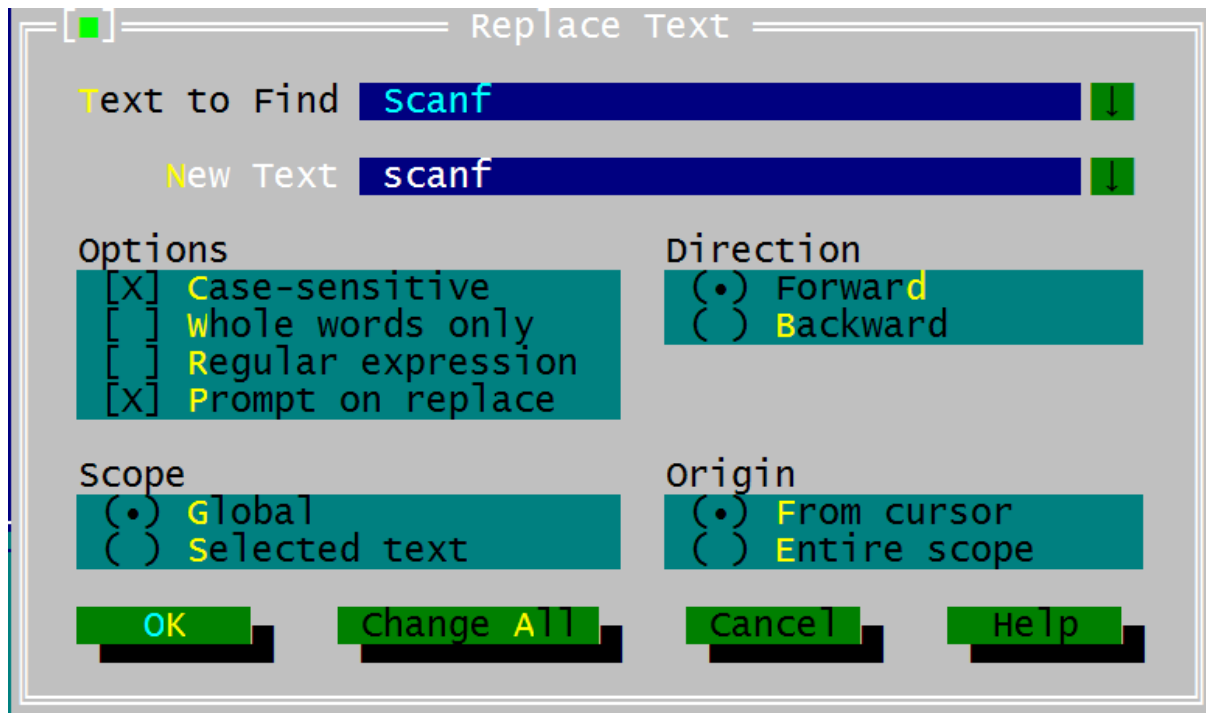 [■] Replace Text
Text to Find Scanf ↓
New Text scanf ↓
Options
[X] Case-sensitive
[ ] Whole words only
[ ] Regular expression
[X] Prompt on replace
Direction
(•) Forward
( ) Backward
Scope
(•) Global
( ) Selected text
Origin
(•) From cursor
( ) Entire scope
OK Change All Cancel Help